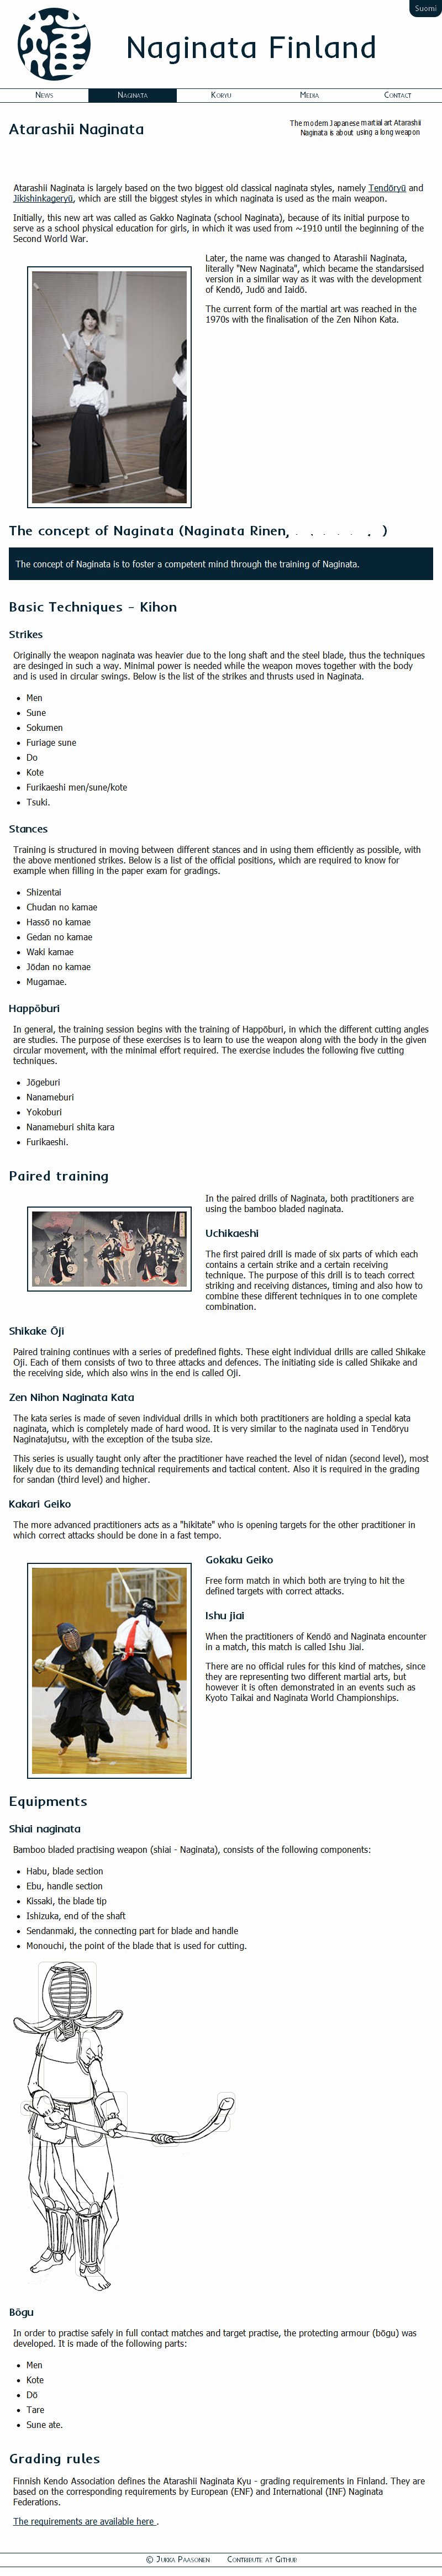 Suomi
Naginata Finland
News
Naginata
Koryu
Media
Contact
Atarashii Naginata
The modern Japanese martial art Atarashii
Naginata is about using a long weapon
Atarashii Naginata is largely based on the two biggest old classical naginata styles, namely Tendōryū and
Jikishinkageryū, which are still the biggest styles in which naginata is used as the main weapon.
Initially, this new art was called as Gakko Naginata (school Naginata), because of its initial purpose to
serve as a school physical education for girls, in which it was used from ~1910 until the beginning of the
Second World War.
Later, the name was changed to Atarashii Naginata,
literally "New Naginata", which became the standarsised
version in a similar way as it was with the development
of Kendō, Judō and Iaidō.
The current form of the martial art was reached in the
1970s with the finalisation of the Zen Nihon Kata.
The concept of Naginata (Naginata Rinen, )
The concept of Naginata is to foster a competent mind through the training of Naginata.
Basic Techniques - Kihon
Strikes
Originally the weapon naginata was heavier due to the long shaft and the steel blade, thus the techniques
are desinged in such a way. Minimal power is needed while the weapon moves together with the body
and is used in circular swings. Below is the list of the strikes and thrusts used in Naginata.
• Men
• Sune
• Sokumen
• Furiage sune
• Do
• Kote
• Furikaeshi men/sune/kote
• Tsuki.
Stances
Training is structured in moving between different stances and in using them efficiently as possible, with
the above mentioned strikes. Below is a list of the official positions, which are required to know for
example when filling in the paper exam for gradings.
• Shizentai
• Chudan no kamae
• Hassō no kamae
• Gedan no kamae
• Waki kamae
• Jōdan no kamae
• Mugamae.
Happōburi
In general, the training session begins with the training of Happōburi, in which the different cutting angles
are studies. The purpose of these exercises is to learn to use the weapon along with the body in the given
circular movement, with the minimal effort required. The exercise includes the following five cutting
techniques.
• Jōgeburi
• Nanameburi
• Yokoburi
• Nanameburi shita kara
• Furikaeshi.
Paired training
In the paired drills of Naginata, both practitioners are
using the bamboo bladed naginata.
Uchikaeshi
The first paired drill is made of six parts of which each
contains a certain strike and a certain receiving
technique. The purpose of this drill is to teach correct
striking and receiving distances, timing and also how to
combine these different techniques in to one complete
combination.
Shikake Ōji
Paired training continues with a series of predefined fights. These eight individual drills are called Shikake
Oji. Each of them consists of two to three attacks and defences. The initiating side is called Shikake and
the receiving side, which also wins in the end is called Oji.
Zen Nihon Naginata Kata
The kata series is made of seven individual drills in which both practitioners are holding a special kata
naginata, which is completely made of hard wood. It is very similar to the naginata used in Tendōryu
Naginatajutsu, with the exception of the tsuba size.
This series is usually taught only after the practitioner have reached the level of nidan (second level), most
likely due to its demanding technical requirements and tactical content. Also it is required in the grading
for sandan (third level) and higher.
Kakari Geiko
The more advanced practitioners acts as a "hikitate" who is opening targets for the other practitioner in
which correct attacks should be done in a fast tempo.
Gokaku Geiko
Free form match in which both are trying to hit the
defined targets with correct attacks.
Ishu jiai
When the practitioners of Kendō and Naginata encounter
in a match, this match is called Ishu Jiai.
There are no official rules for this kind of matches, since
they are representing two different martial arts, but
however it is often demonstrated in an events such as
Kyoto Taikai and Naginata World Championships.
Equipments
Shiai naginata
Bamboo bladed practising weapon (shiai - Naginata), consists of the following components:
• Habu, blade section
• Ebu, handle section
• Kissaki, the blade tip
• Ishizuka, end of the shaft
• Sendanmaki, the connecting part for blade and handle
• Monouchi, the point of the blade that is used for cutting.
Bōgu
In order to practise safely in full contact matches and target practise, the protecting armour (bōgu) was
developed. It is made of the following parts:
• Men
• Kote
• Dō
• Tare
• Sune ate.
Grading rules
Finnish Kendo Association defines the Atarashii Naginata Kyu - grading requirements in Finland. They are
based on the corresponding requirements by European (ENF) and International (INF) Naginata
Federations.
The requirements are available here .
© Jukka Paasonen
Contribute at Github